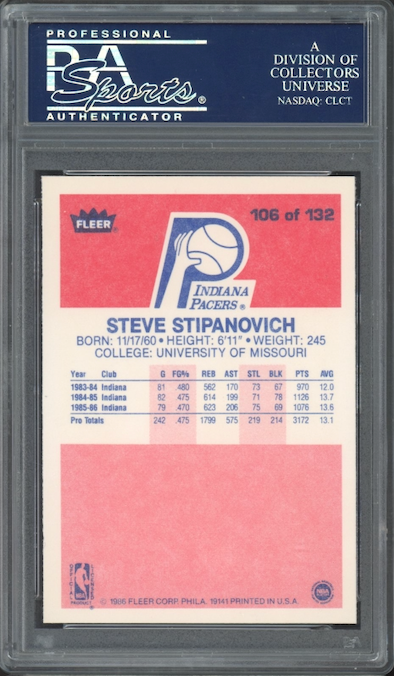 PROFESSIONAL
PSA
Sports®
AUTHENTICATOR
A
DIVISION OF
COLLECTORS
UNIVERSE
NASDAQ: CLCT
FLEER®
106 of 132
INDIANA
PACERS®
STEVE STIPANOVICH
BORN: 11/17/60 • HEIGHT: 6'11" • WEIGHT: 245
COLLEGE: UNIVERSITY OF MISSOURI
Year Club G FG% REB AST STL BLK PTS AVG
1983-84 Indiana 81 .480 562 170 73 67 970 12.0
1984-85 Indiana 82 .475 614 199 71 78 1126 13.7
1985-86 Indiana 79 .470 623 206 75 69 1076 13.6
Pro Totals 242 .475 1799 575 219 214 3172 13.1
© 1986 FLEER CORP. PHILA. 19141 PRINTED IN U.S.A.